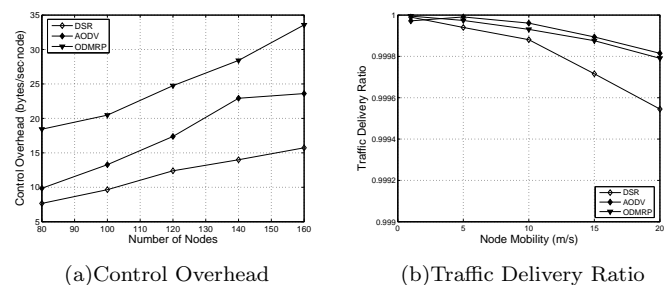 35
30
25
20
15
10
5
Control Overhead (bytes/sec-node)
DSR
AODV
ODMRP
80 90 100 110 120 130 140 150 160
Number of Nodes
(a)Control Overhead
1
0.9998
0.9996
0.9994
0.9992
0.999
Traffic Delivery Ratio
DSR
AODV
ODMRP
0 5 10 15 20
Node Mobility (m/s)
(b)Traffic Delivery Ratio